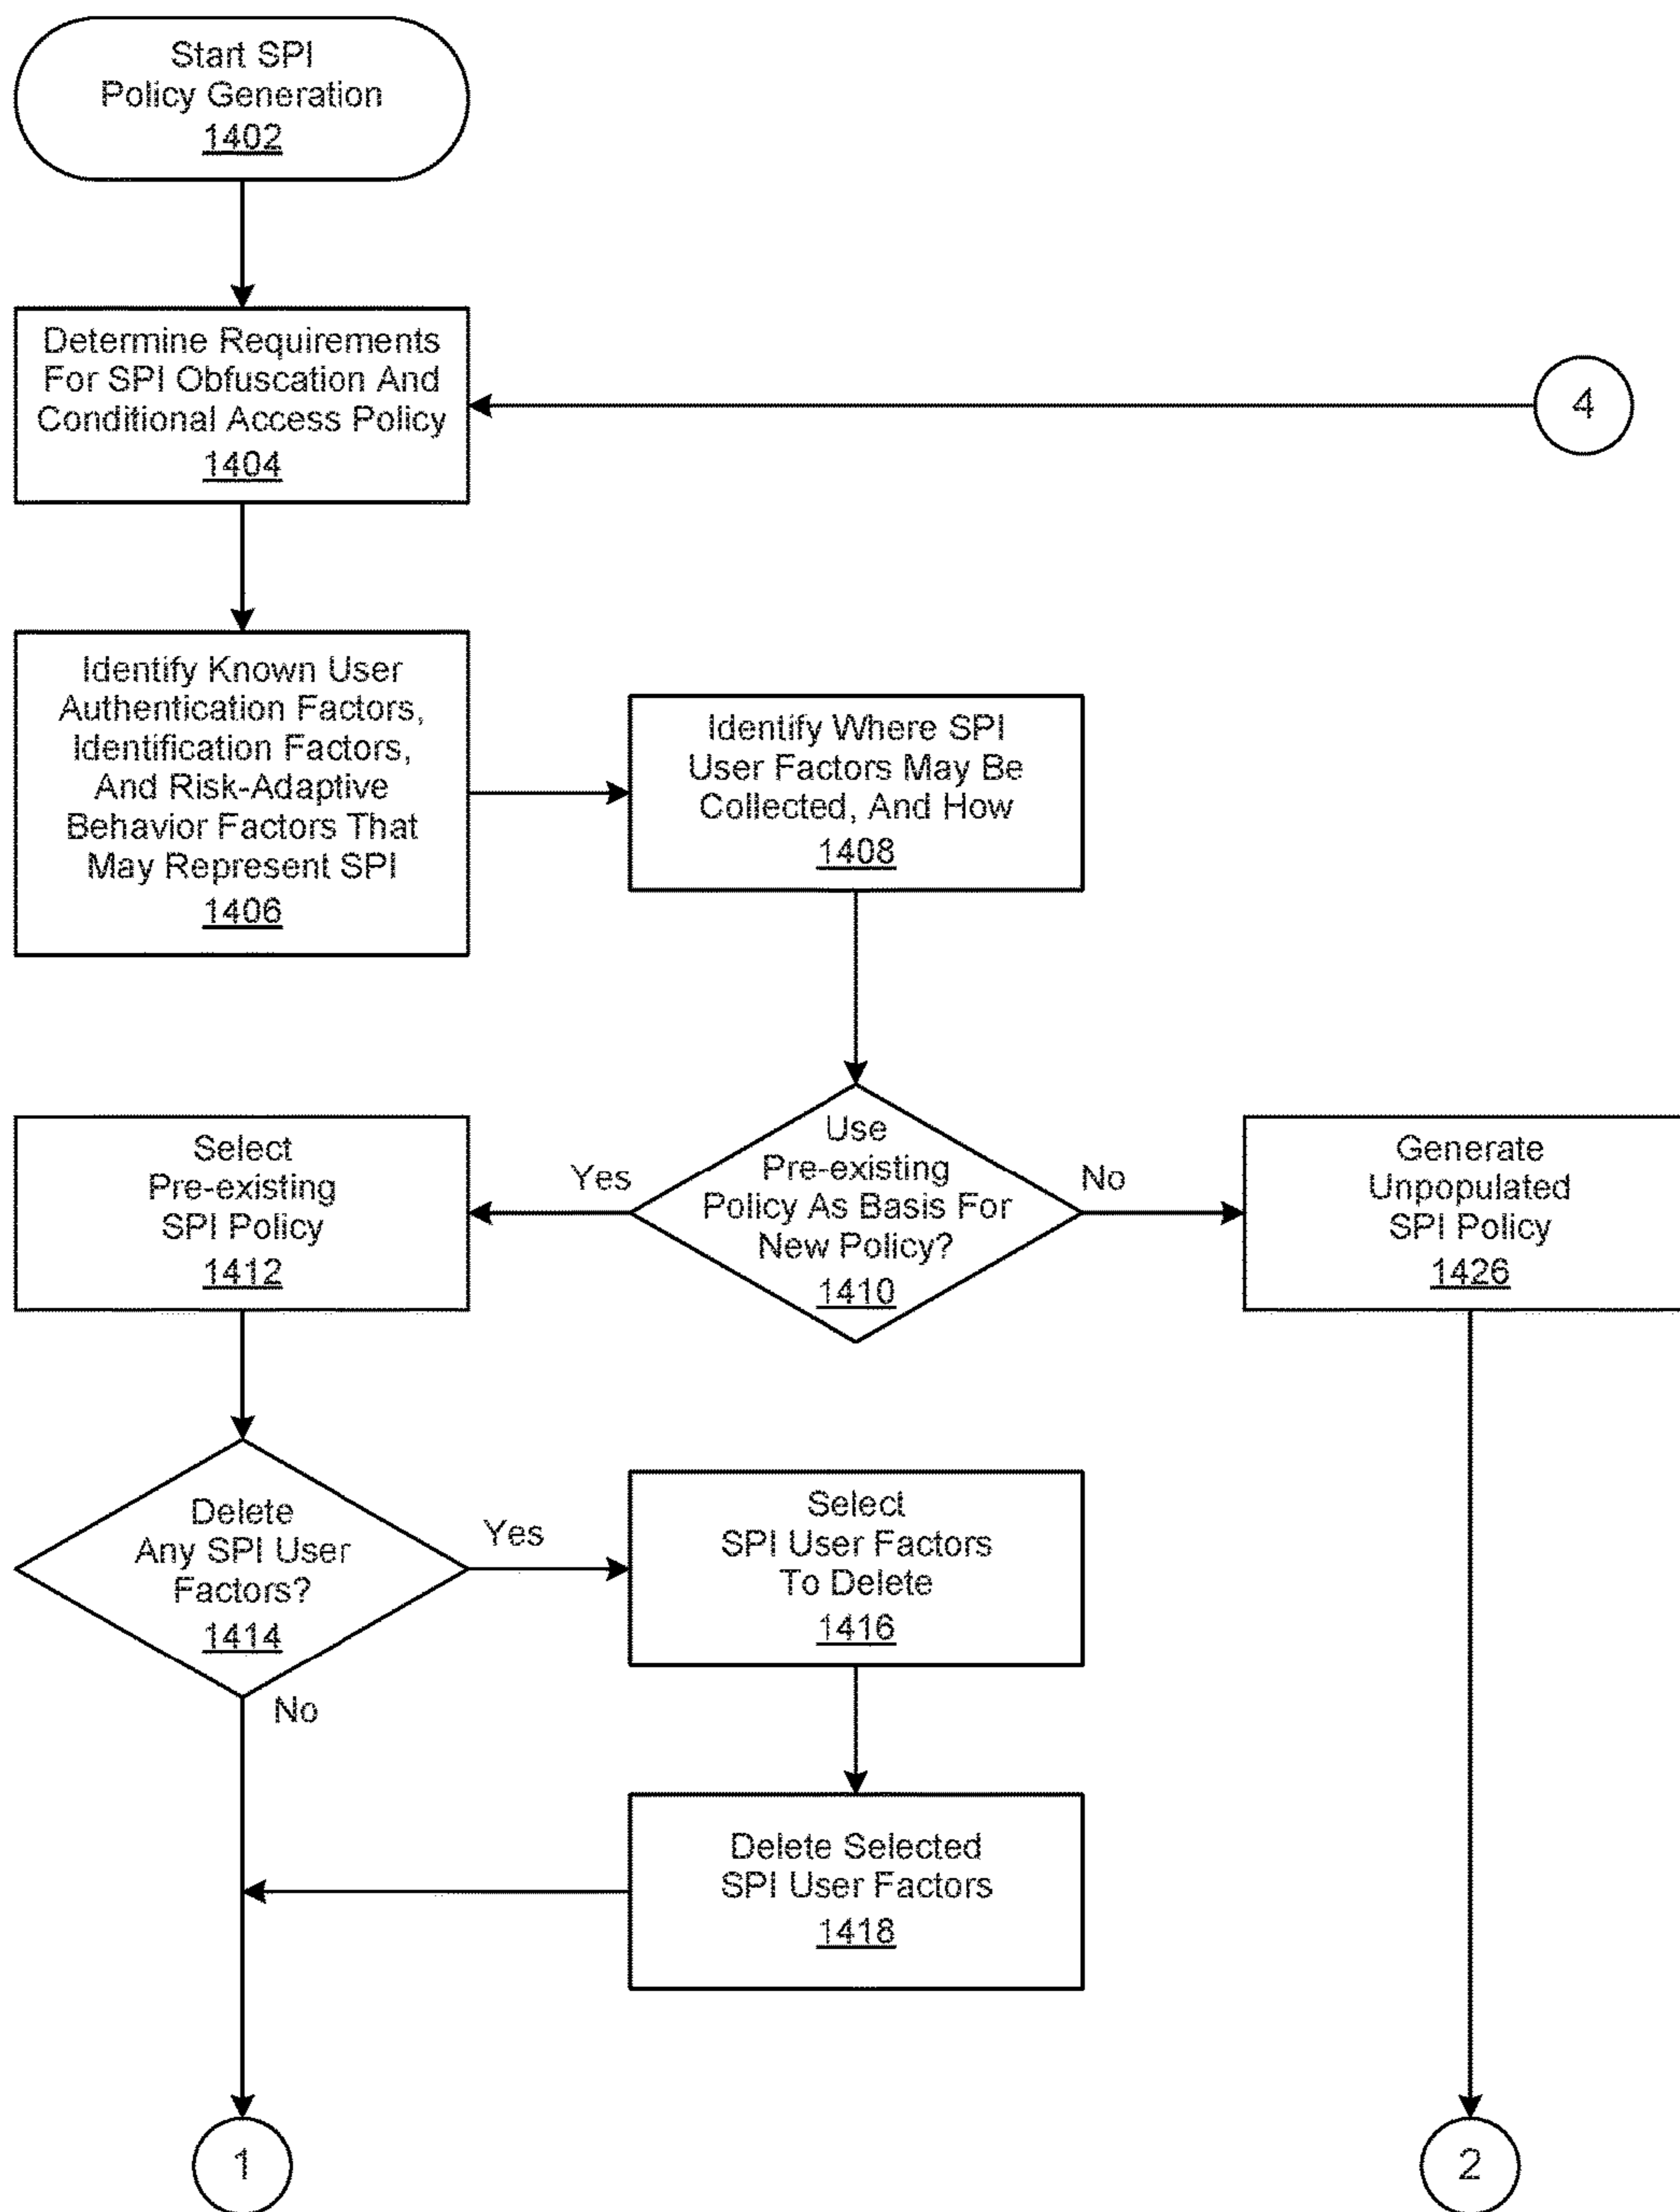 Start SPI
Policy Generation
1402
Determine Requirements
For SPI Obfuscation And
Conditional Access Policy
1404
4
Identify Known User
Authentication Factors,
Identification Factors,
And Risk-Adaptive
Behavior Factors That
May Represent SPI
1406
Identify Where SPI
User Factors May Be
Collected, And How
1408
Select
Pre-existing
SPI Policy
1412
Yes
Use
Pre-existing
Policy As Basis For
New Policy?
1410
No
Generate
Unpopulated
SPI Policy
1426
Delete
Any SPI User
Factors?
1414
Yes
No
Select
SPI User Factors
To Delete
1416
Delete Selected
SPI User Factors
1418
1
2